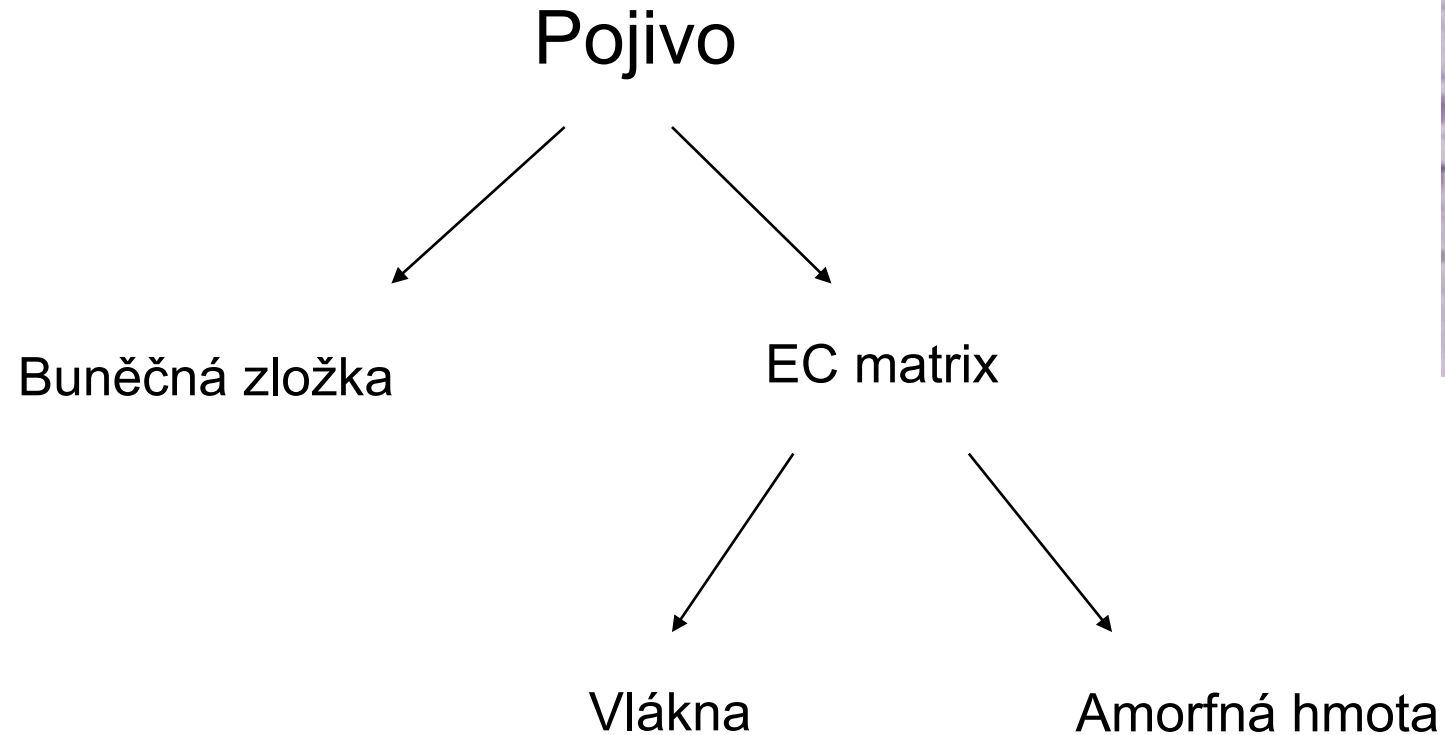 Pojivo
Buněčná zložka
EC matrix
Vlákna
Amorfná hmota